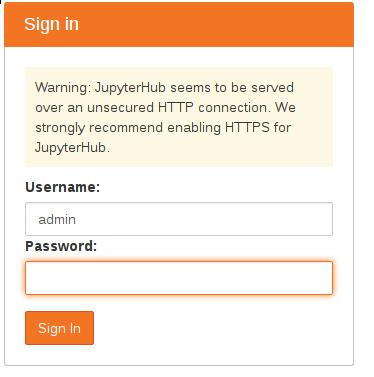 Sign in
Warning: JupyterHub seems to be served
over an unsecured HTTP connection. We
strongly recommend enabling HTTPS for
JupyterHub.
Username:
admin
Password:
Sign In